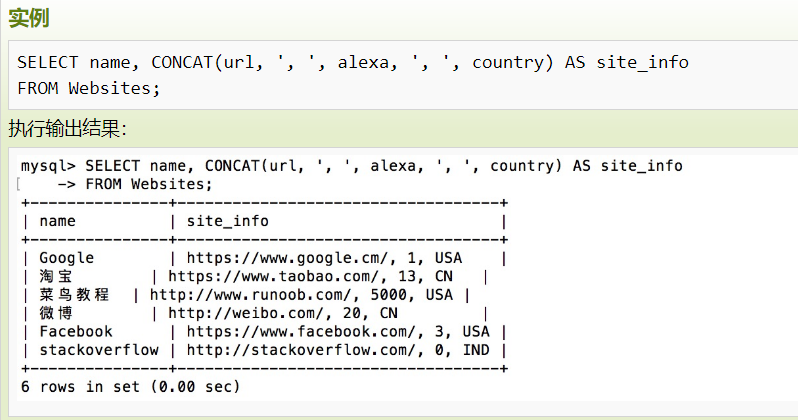 实例
SELECT name, CONCAT(url, ', ', alexa, ', ', country) AS site_info
FROM Websites;
执行输出结果：
mysql> SELECT name, CONCAT(url, ', ', alexa, ', ', country) AS site_info
    -> FROM Websites;
+---------------+-----------------------------------+
| name          | site_info                         |
+---------------+-----------------------------------+
| Google        | https://www.google.cm/, 1, USA    |
| 淘宝        | https://www.taobao.com/, 13, CN   |
| 菜鸟教程  | http://www.runoob.com/, 5000, USA |
| 微博        | http://weibo.com/, 20, CN         |
| Facebook      | https://www.facebook.com/, 3, USA |
| stackoverflow | http://stackoverflow.com/, 0, IND |
+---------------+-----------------------------------+
6 rows in set (0.00 sec)